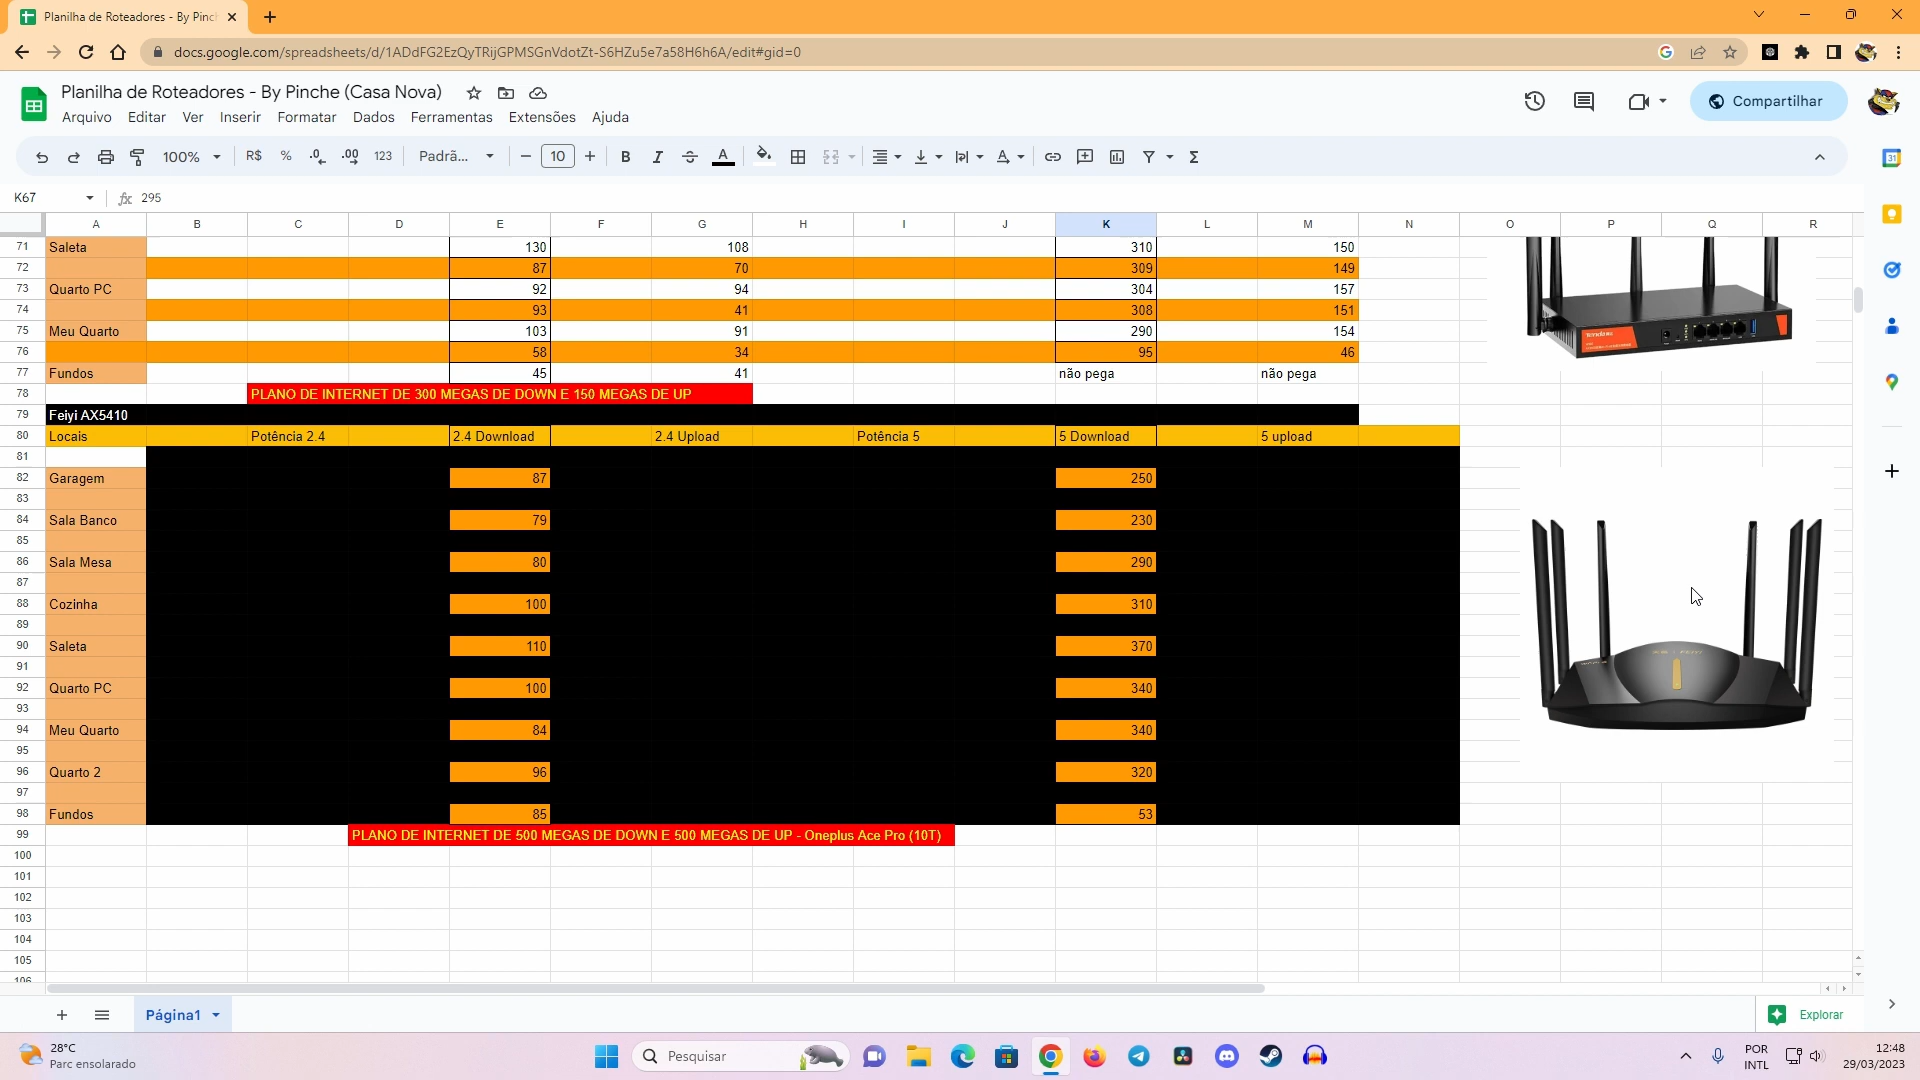 Planilha de Roteadores - By Pinc
docs.google.com/spreadsheets/d/1ADdFG2EzQyTRijGPMSGnVdotZt-S6HZu5e7a58H6h6A/edit#gid=0
Planilha de Roteadores - By Pinche (Casa Nova)
Arquivo Editar Ver Inserir Formatar Dados Ferramentas Extensões Ajuda
Compartilhar
100% R$ % .0 .00 123 Padrã... 10
K67 295
A B C D E F G H I J K L M N O P Q R
71 Saleta 130 108 310 150
72 87 70 309 149
73 Quarto PC 92 94 304 157
74 93 41 308 151
75 Meu Quarto 103 91 290 154
76 58 34 95 46
77 Fundos 45 41 não pega não pega
78 PLANO DE INTERNET DE 300 MEGAS DE DOWN E 150 MEGAS DE UP
79 Feiyi AX5410
80 Locais Potência 2.4 2.4 Download 2.4 Upload Potência 5 5 Download 5 upload
81
82 Garagem 87 250
83
84 Sala Banco 79 230
85
86 Sala Mesa 80 290
87
88 Cozinha 100 310
89
90 Saleta 110 370
91
92 Quarto PC 100 340
93
94 Meu Quarto 84 340
95
96 Quarto 2 96 320
97
98 Fundos 85 53
99 PLANO DE INTERNET DE 500 MEGAS DE DOWN E 500 MEGAS DE UP - Oneplus Ace Pro (10T)
100
101
102
103
104
105
106
Página1
Explorar
28°C
Parc ensolarado
Pesquisar
POR
INTL
12:48
29/03/2023